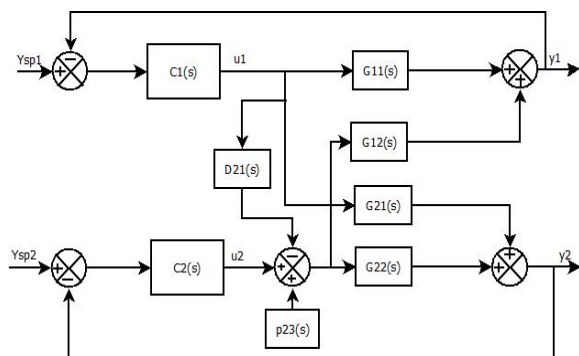 Ysp1
C1(s)
u1
G11(s)
y1
G12(s)
D21(s)
G21(s)
Ysp2
C2(s)
u2
G22(s)
y2
p23(s)